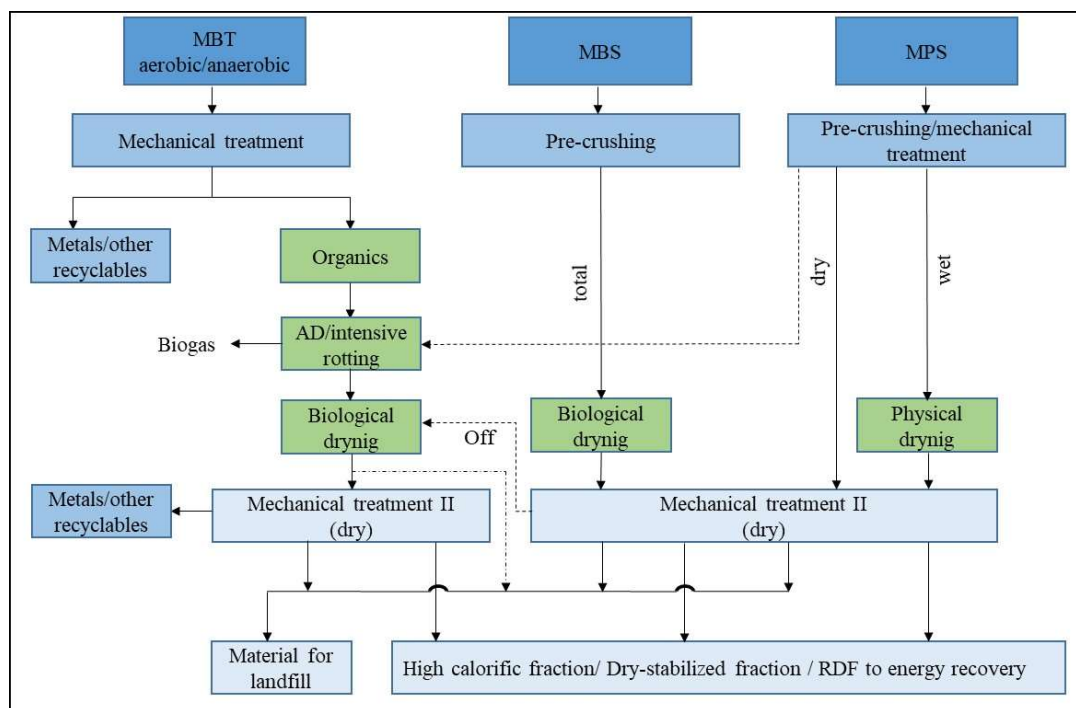 MBT
aerobic/anaerobic
MBS
MPS
Mechanical treatment
Pre-crushing
Pre-crushing/mechanical
treatment
Metals/other
recyclables
Organics
total
dry
wet
Biogas
AD/intensive
rotting
Biological
drynig
Off
Biological
drynig
Physical
drynig
Metals/other
recyclables
Mechanical treatment II
(dry)
Mechanical treatment II
(dry)
Material for
landfill
High calorific fraction/ Dry-stabilized fraction / RDF to energy recovery